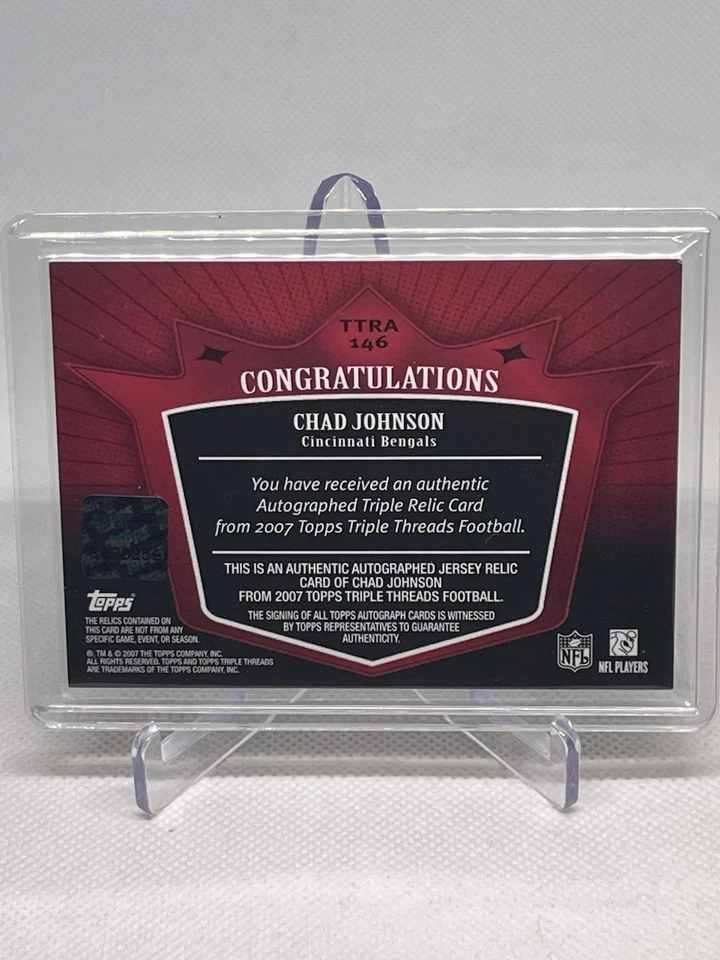 TTRA
146
CONGRATULATIONS
CHAD JOHNSON
Cincinnati Bengals
You have received an authentic
Autographed Triple Relic Card
from 2007 Topps Triple Threads Football.
THIS IS AN AUTHENTIC AUTOGRAPHED JERSEY RELIC
CARD OF CHAD JOHNSON
FROM 2007 TOPPS TRIPLE THREADS FOOTBALL.
THE SIGNING OF ALL TOPPS AUTOGRAPH CARDS IS WITNESSED
BY TOPPS REPRESENTATIVES TO GUARANTEE
AUTHENTICITY.
Topps
THE RELICS CONTAINED ON
THIS CARD ARE NOT FROM ANY
SPECIFIC GAME, EVENT, OR SEASON.
®, TM & © 2007 THE TOPPS COMPANY, INC.
ALL RIGHTS RESERVED. TOPPS AND TOPPS TRIPLE THREADS
ARE TRADEMARKS OF THE TOPPS COMPANY, INC.
NFL
NFL PLAYERS